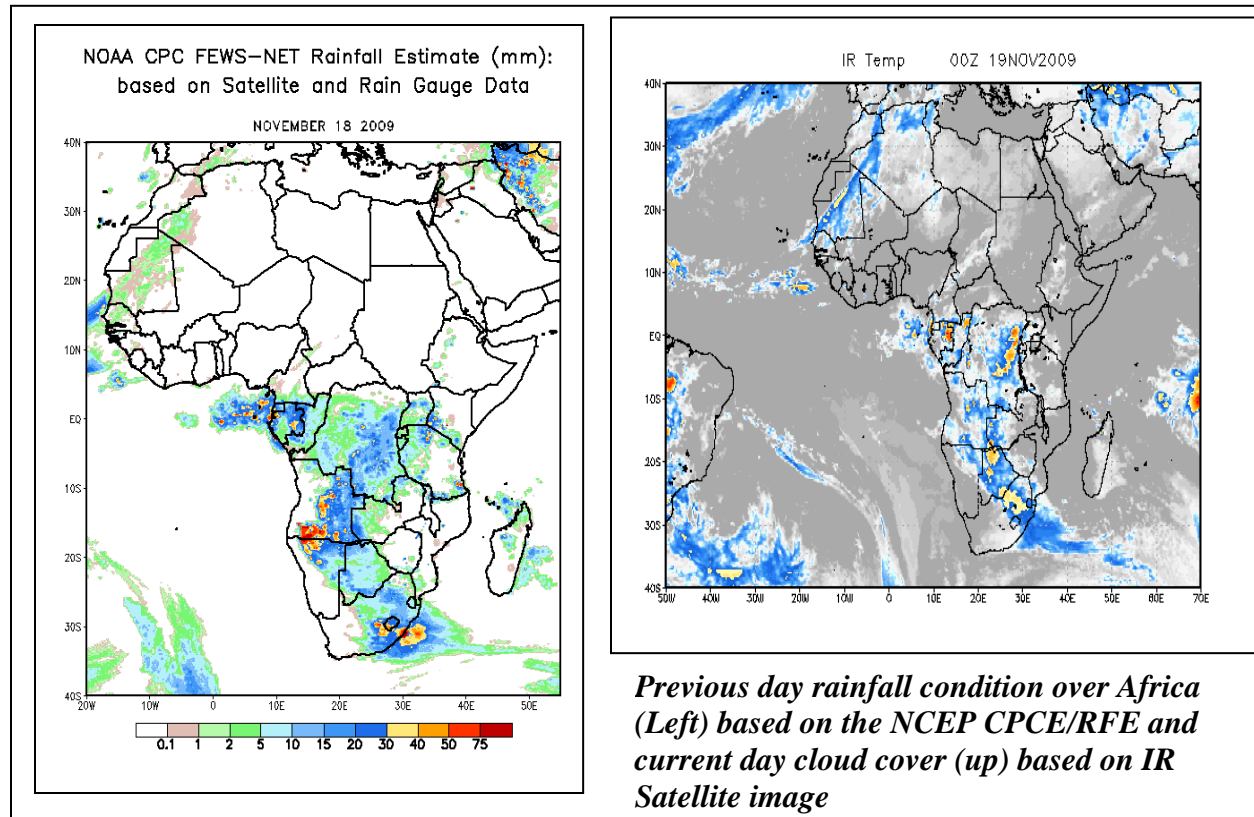 NOAA CPC FEWS-NET Rainfall Estimate (mm):
based on Satellite and Rain Gauge Data
NOVEMBER 18 2009
40N
30N
20N
10N
EQ
10S
20S
30S
40S
20W 10W 0 10E 20E 30E 40E 50E
0.1 1 2 5 10 15 20 30 40 50 75
IR Temp 00Z 19NOV2009
40N
30N
20N
10N
EQ
10S
20S
30S
40S
50W 40W 30W 20W 10W 0 10E 20E 30E 40E 50E 60E 70E
Previous day rainfall condition over Africa
(Left) based on the NCEP CPCE/RFE and
current day cloud cover (up) based on IR
Satellite image